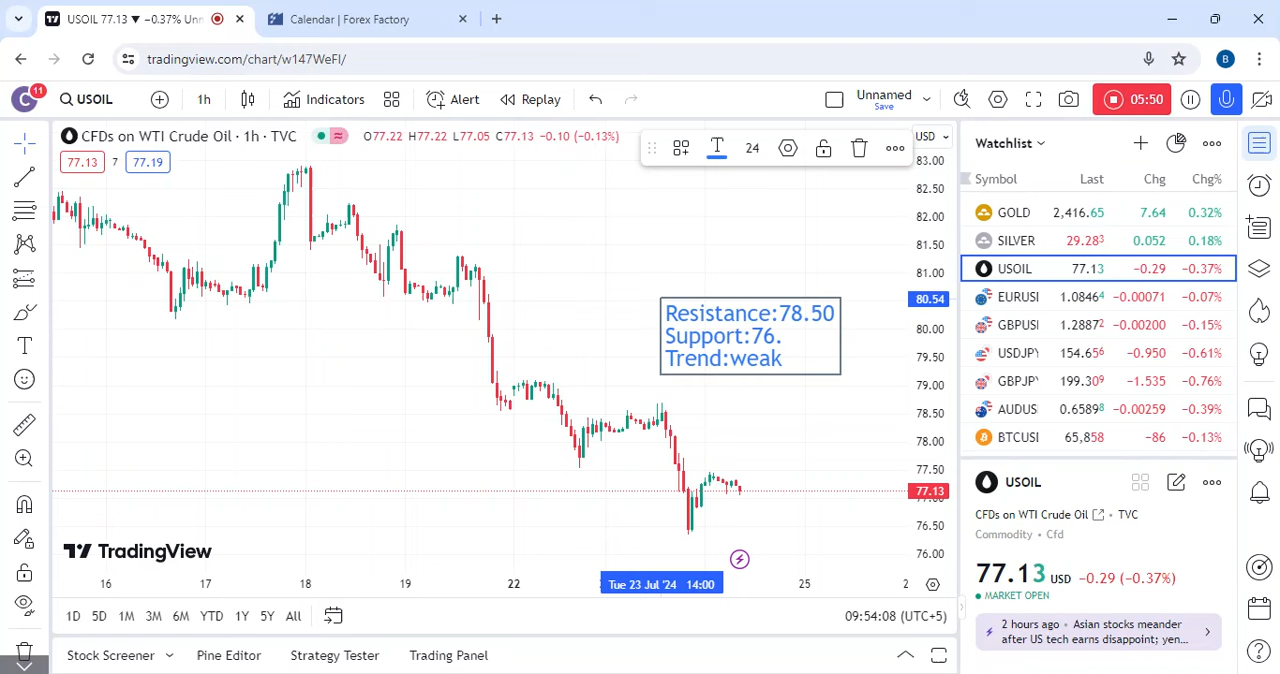 USOIL 77.13 ▼ −0.37% Unn
Calendar | Forex Factory
tradingview.com/chart/w147WeFI/
B
C
11
USOIL
1h
Indicators
Alert
Replay
Unnamed
Save
05:50
CFDs on WTI Crude Oil · 1h · TVC
O77.22 H77.22 L77.05 C77.13 −0.10 (−0.13%)
77.13 7 77.19
24
USD
83.00
82.50
82.00
81.50
81.00
80.54
80.00
79.50
79.00
78.50
78.00
77.50
77.13
77.00
76.50
76.00
Resistance:78.50
Support:76.
Trend:weak
TradingView
16 17 18 19 22 Tue 23 Jul '24 14:00 25 2
1D 5D 1M 3M 6M YTD 1Y 5Y All
09:54:08 (UTC+5)
Stock Screener Pine Editor Strategy Tester Trading Panel
Watchlist
Symbol Last Chg Chg%
GOLD 2,416.65 7.64 0.32%
SILVER 29.283 0.052 0.18%
USOIL 77.13 −0.29 −0.37%
EURUSI 1.08464 −0.00071 −0.07%
GBPUSI 1.28872 −0.00200 −0.15%
USDJPY 154.656 −0.950 −0.61%
GBPJPY 199.309 −1.535 −0.76%
AUDUS 0.65898 −0.00259 −0.39%
BTCUSI 65,858 −86 −0.13%
USOIL
CFDs on WTI Crude Oil • TVC
Commodity • Cfd
77.13 USD −0.29 (−0.37%)
MARKET OPEN
2 hours ago • Asian stocks meander
after US tech earns disappoint; yen...